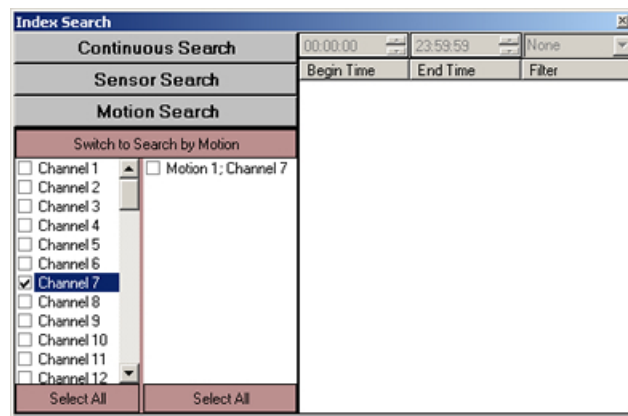 Index Search
Continuous Search
00:00:00 23:59:59 None
Sensor Search
Begin Time End Time Filter
Motion Search
Switch to Search by Motion
Channel 1 Motion 1; Channel 7
Channel 2
Channel 3
Channel 4
Channel 5
Channel 6
Channel 7
Channel 8
Channel 9
Channel 10
Channel 11
Channel 12
Select All Select All